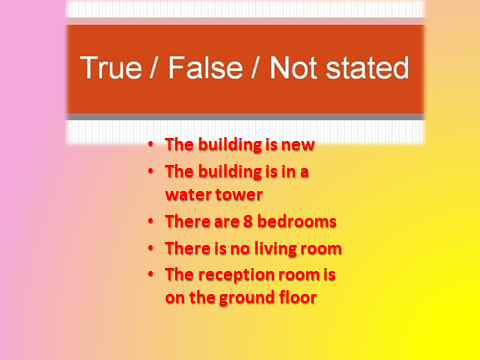 True / False / Not stated
• The building is new
• The building is in a
water tower
• There are 8 bedrooms
• There is no living room
• The reception room is
on the ground floor